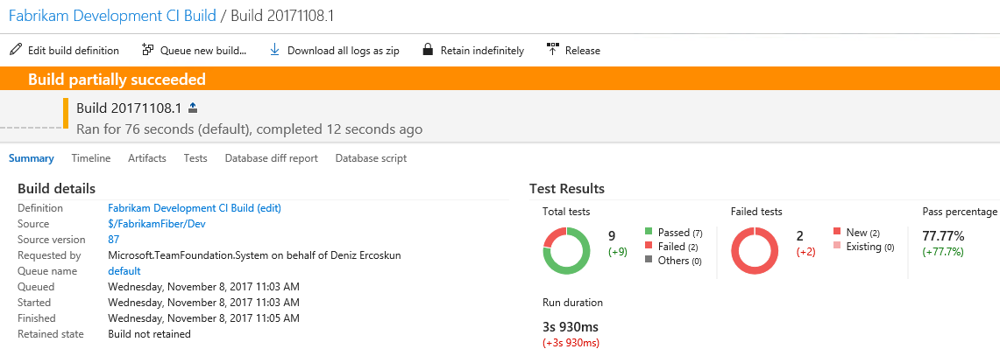 Fabrikam Development CI Build / Build 20171108.1
Edit build definition Queue new build... Download all logs as zip Retain indefinitely Release
Build partially succeeded
Build 20171108.1
Ran for 76 seconds (default), completed 12 seconds ago
Summary Timeline Artifacts Tests Database diff report Database script
Build details
Definition Fabrikam Development CI Build (edit)
Source $/FabrikamFiber/Dev
Source version 87
Requested by Microsoft.TeamFoundation.System on behalf of Deniz Ercoskun
Queue name default
Queued Wednesday, November 8, 2017 11:03 AM
Started Wednesday, November 8, 2017 11:03 AM
Finished Wednesday, November 8, 2017 11:05 AM
Retained state Build not retained
Test Results
Total tests
9
(+9)
Passed (7)
Failed (2)
Others (0)
Failed tests
2
(+2)
New (2)
Existing (0)
Pass percentage
77.77%
(+77.7%)
Run duration
3s 930ms
(+3s 930ms)